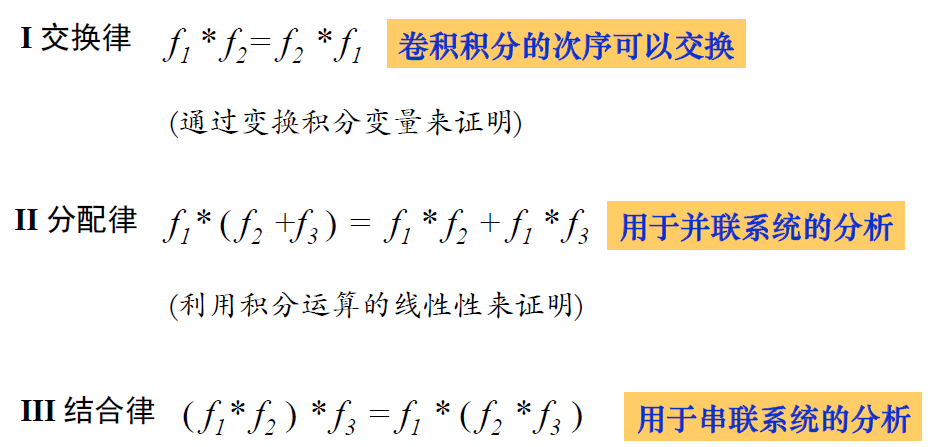 I 交换律 f1 * f2= f2 * f1 卷积积分的次序可以交换
(通过变换积分变量来证明)
II 分配律 f1*( f2 +f3 ) = f1 *f2 + f1 *f3 用于并联系统的分析
(利用积分运算的线性性来证明)
III 结合律 ( f1*f2 ) *f3 = f1 * ( f2 *f3 ) 用于串联系统的分析